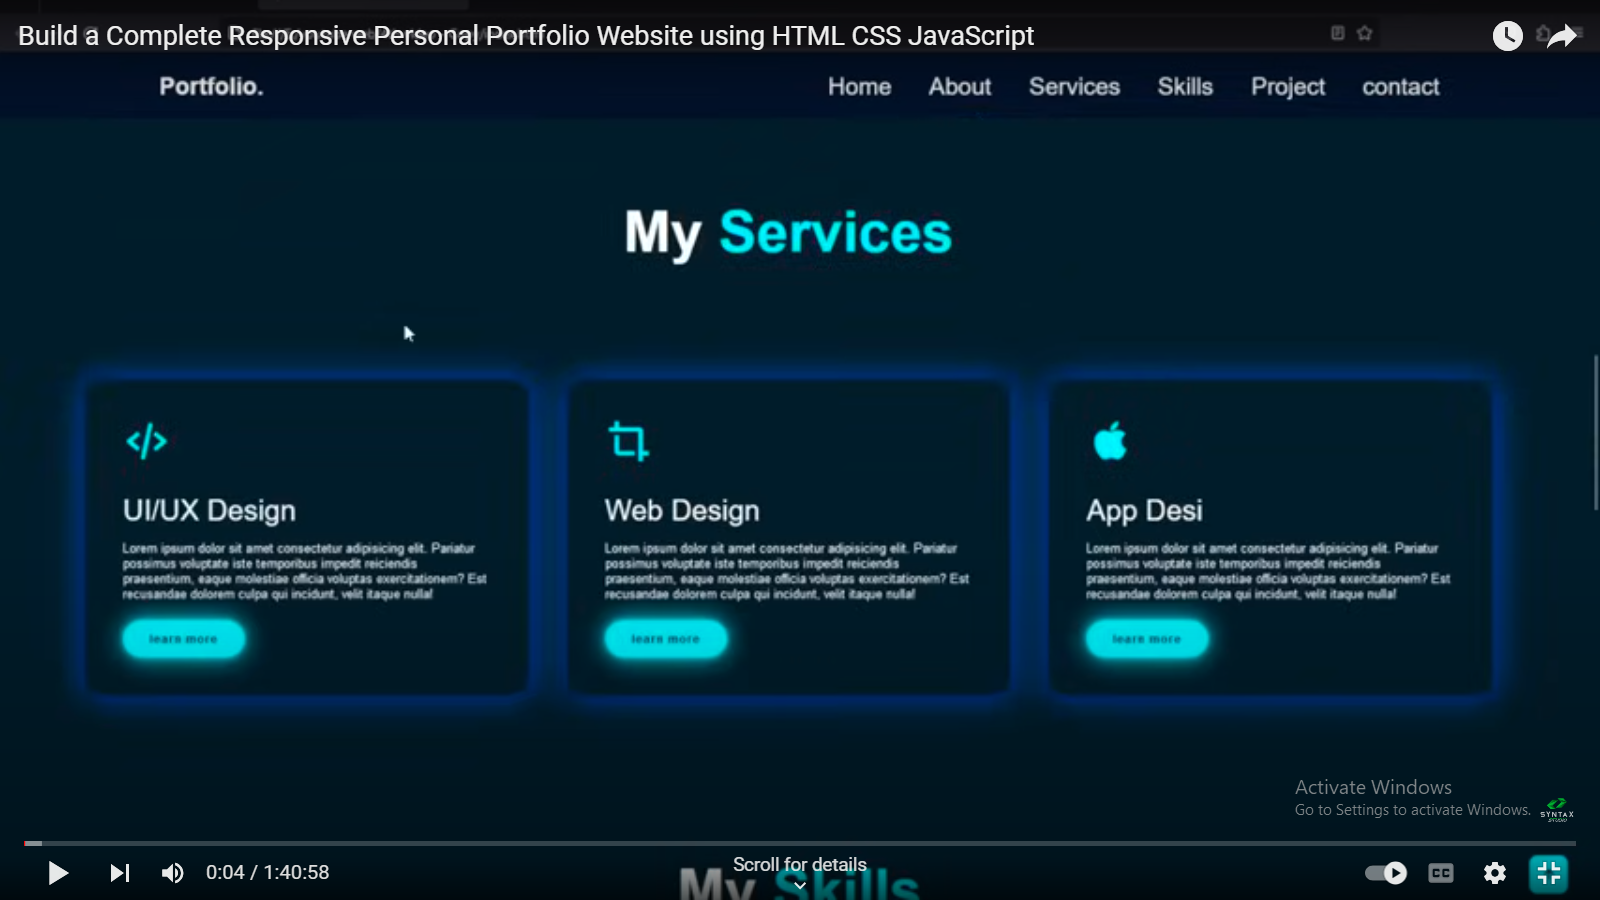 Build a Complete Responsive Personal Portfolio Website using HTML CSS JavaScript
Portfolio.
Home About Services Skills Project contact
My Services
UI/UX Design
Lorem ipsum dolor sit amet consectetur adipisicing elit. Pariatur
possimus voluptate iste temporibus impedit reiciendis
praesentium, eaque molestiae officia voluptas exercitationem? Est
recusandae dolorem culpa qui incidunt, velit itaque nulla!
learn more
Web Design
Lorem ipsum dolor sit amet consectetur adipisicing elit. Pariatur
possimus voluptate iste temporibus impedit reiciendis
praesentium, eaque molestiae officia voluptas exercitationem? Est
recusandae dolorem culpa qui incidunt, velit itaque nulla!
learn more
App Desi
Lorem ipsum dolor sit amet consectetur adipisicing elit. Pariatur
possimus voluptate iste temporibus impedit reiciendis
praesentium, eaque molestiae officia voluptas exercitationem? Est
recusandae dolorem culpa qui incidunt, velit itaque nulla!
learn more
Activate Windows
Go to Settings to activate Windows.
SYNTAX
STUDIO
0:04 / 1:40:58
Scroll for details
My Skills
CC